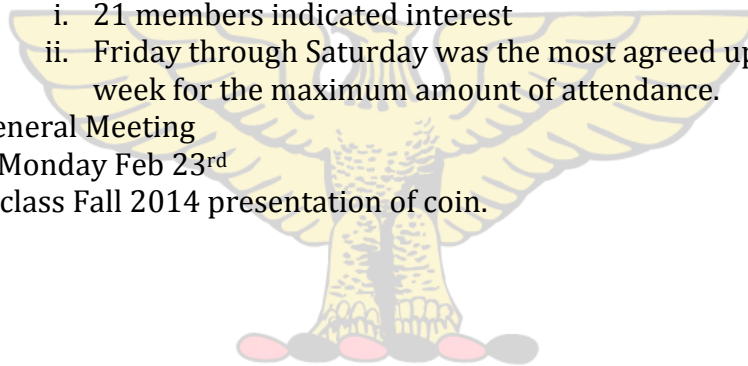 i. 21 members indicated interest
ii. Friday through Saturday was the most agreed up
week for the maximum amount of attendance.
eneral Meeting
Monday Feb 23rd
class Fall 2014 presentation of coin.